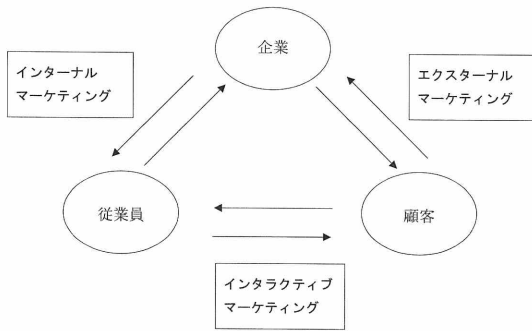 企業
インターナル
マーケティング
エクスターナル
マーケティング
従業員
顧客
インタラクティブ
マーケティング